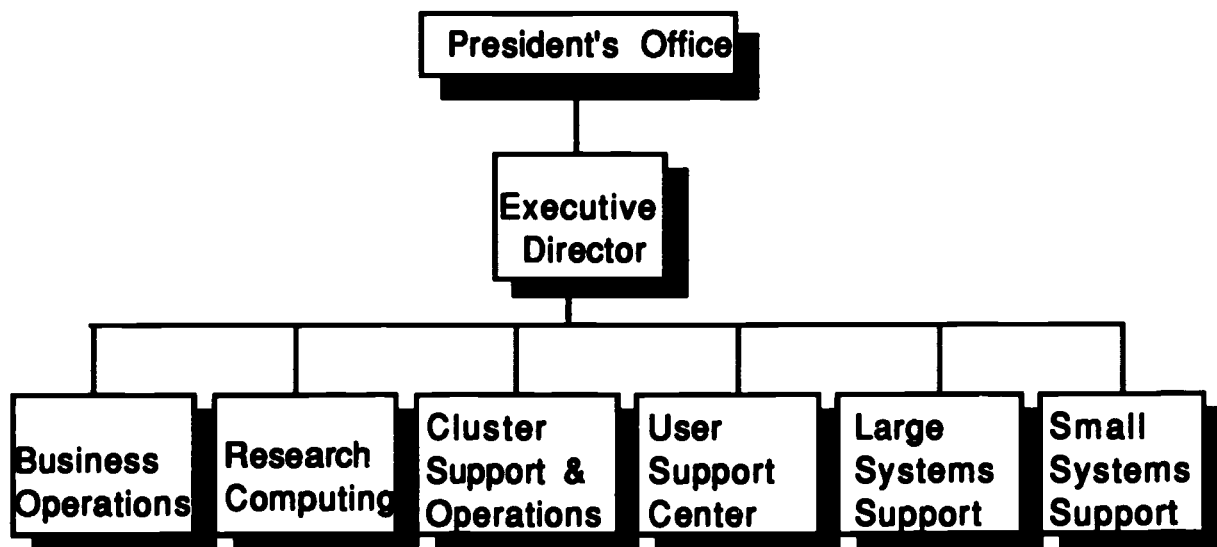 President's Office
Executive
Director
Business
Operations
Research
Computing
Cluster
Support &
Operations
User
Support
Center
Large
Systems
Support
Small
Systems
Support